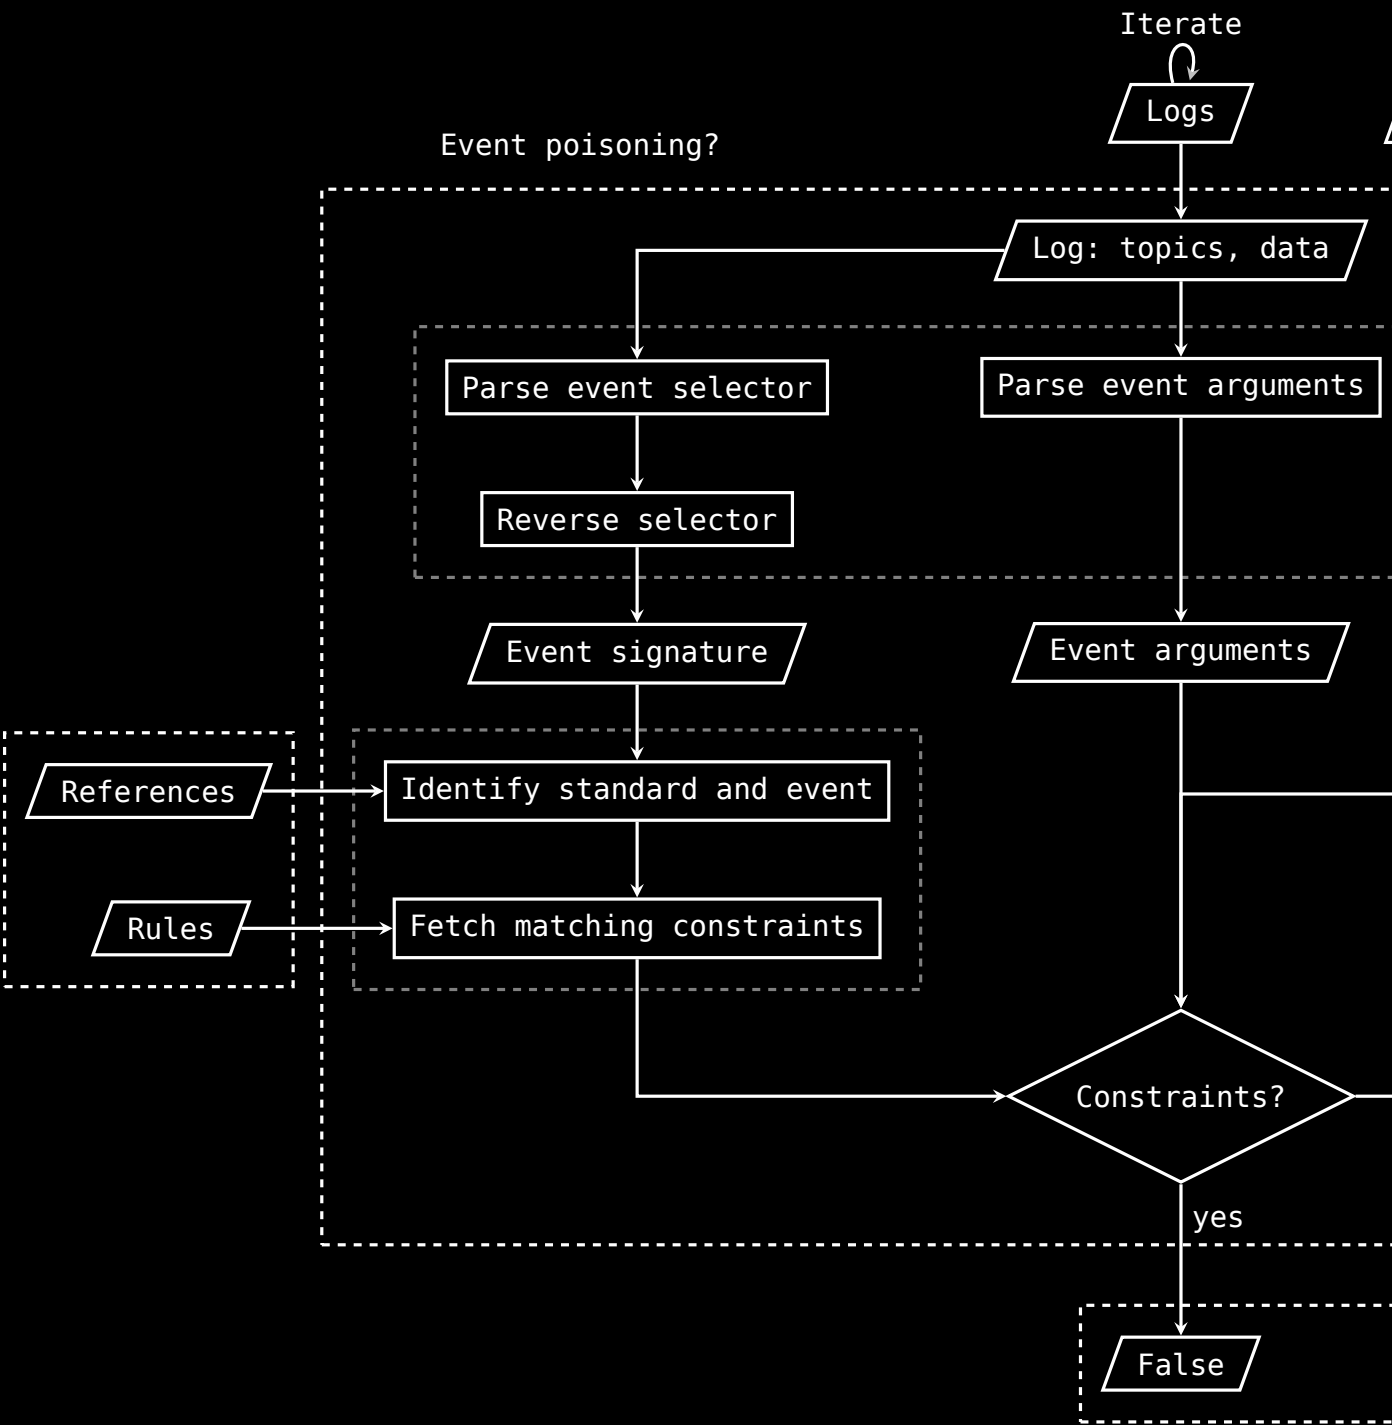 Iterate
Logs
Event poisoning?
Log: topics, data
Parse event selector
Parse event arguments
Reverse selector
Event signature
Event arguments
References
Identify standard and event
Rules
Fetch matching constraints
Constraints?
yes
False